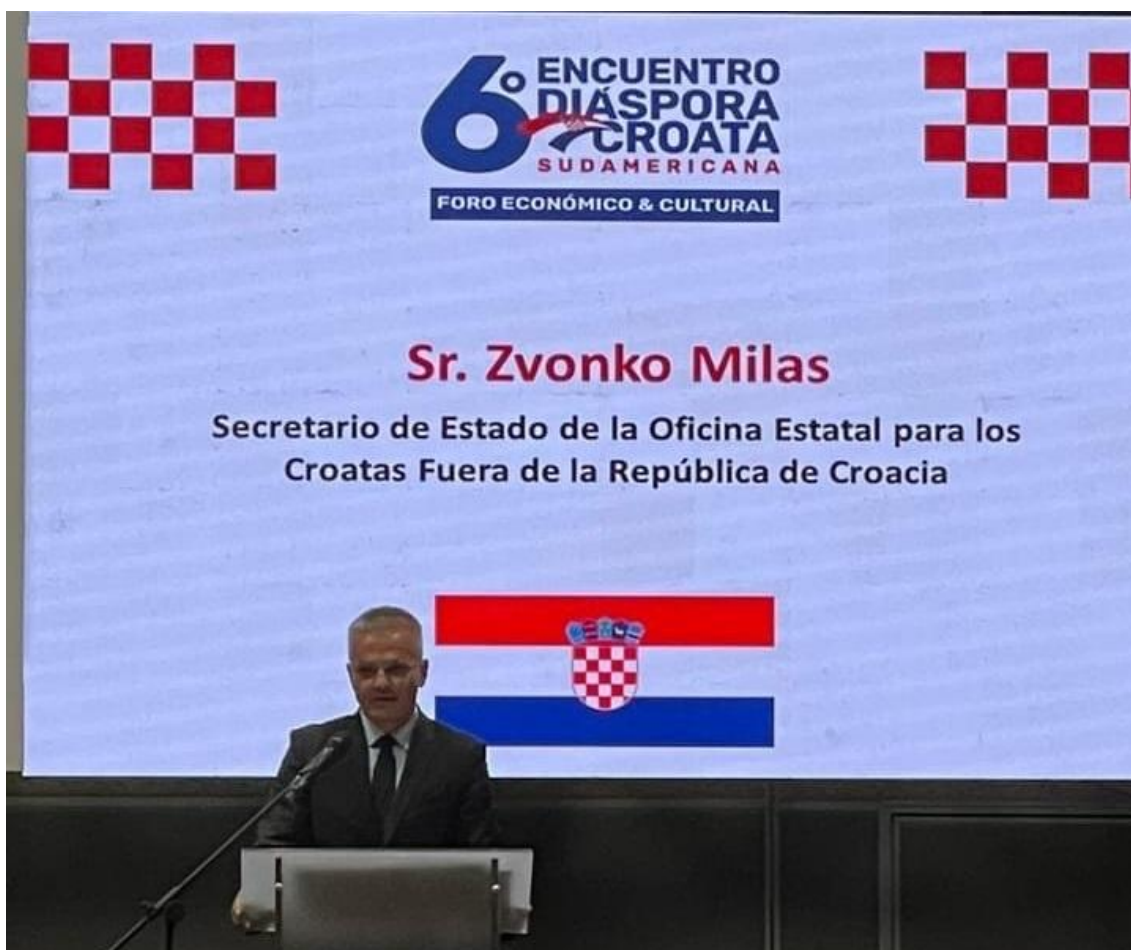 6° ENCUENTRO
DIÁSPORA
CROATA
SUDAMERICANA
FORO ECONÓMICO & CULTURAL
Sr. Zvonko Milas
Secretario de Estado de la Oficina Estatal para los
Croatas Fuera de la República de Croacia